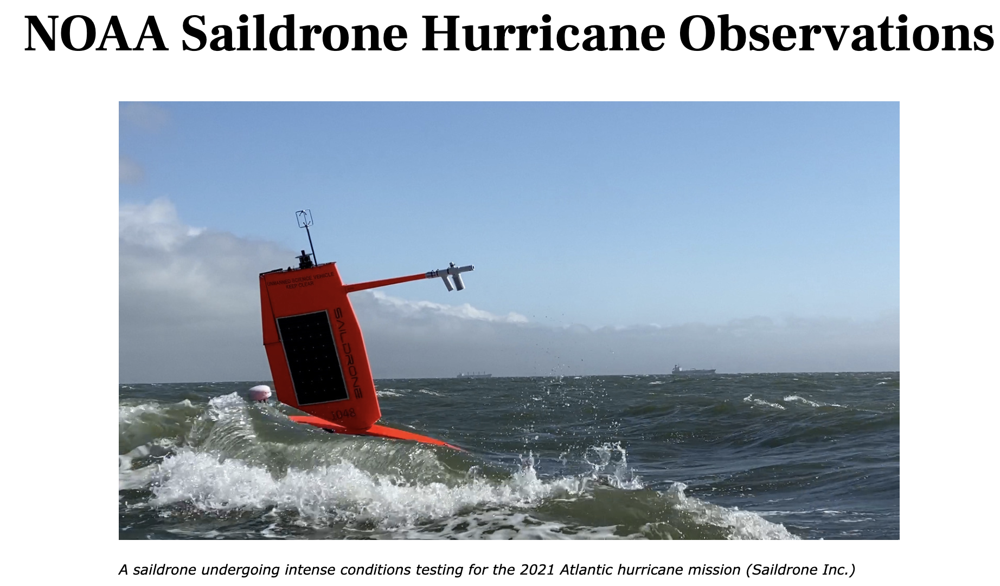 NOAA Saildrone Hurricane Observations
UNMANNED SCIENCE VEHICLE
KEEP CLEAR
SAILDRONE
1048
A saildrone undergoing intense conditions testing for the 2021 Atlantic hurricane mission (Saildrone Inc.)